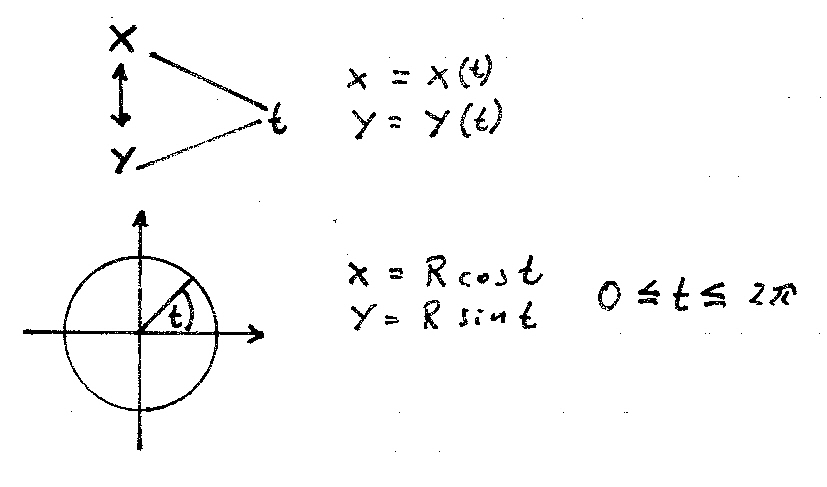 X
t
Y
x = x(t)
y = y(t)
t
x = R cos t
y = R sin t
0 ≤ t ≤ 2π